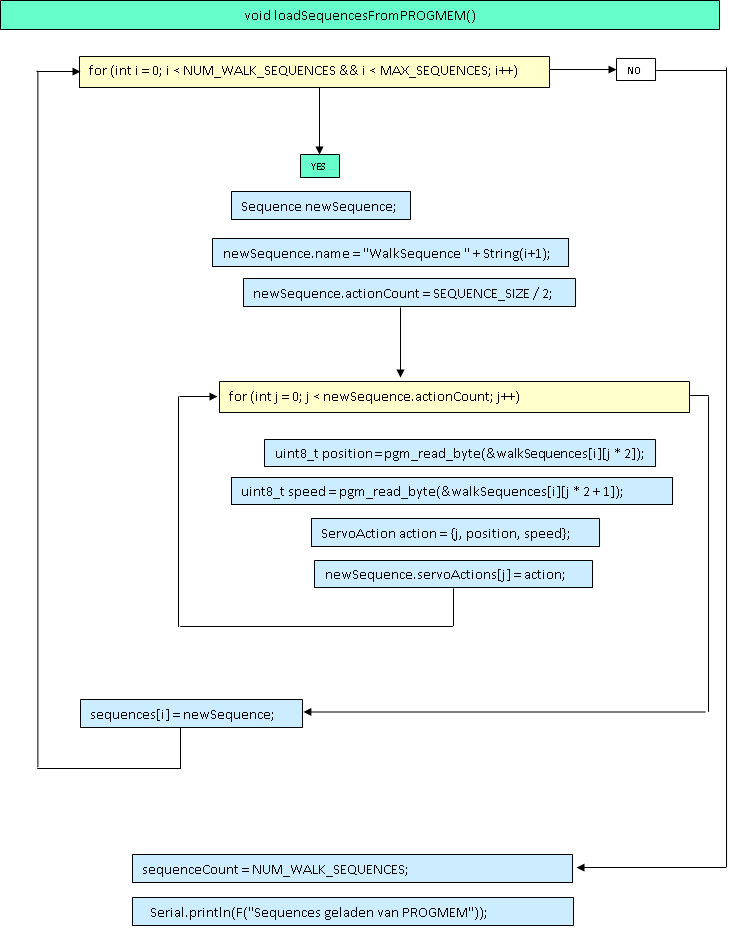 void loadSequencesFromPROGMEM()
for (int i = 0; i < NUM_WALK_SEQUENCES && i < MAX_SEQUENCES; i++)
NO
YES
Sequence newSequence;
newSequence.name = "WalkSequence " + String(i+1);
newSequence.actionCount = SEQUENCE_SIZE / 2;
for (int j = 0; j < newSequence.actionCount; j++)
uint8_t position = pgm_read_byte(&walkSequences[i][j * 2]);
uint8_t speed = pgm_read_byte(&walkSequences[i][j * 2 + 1]);
ServoAction action = {j, position, speed};
newSequence.servoActions[j] = action;
sequences[i] = newSequence;
sequenceCount = NUM_WALK_SEQUENCES;
Serial.println(F("Sequences geladen van PROGMEM"));